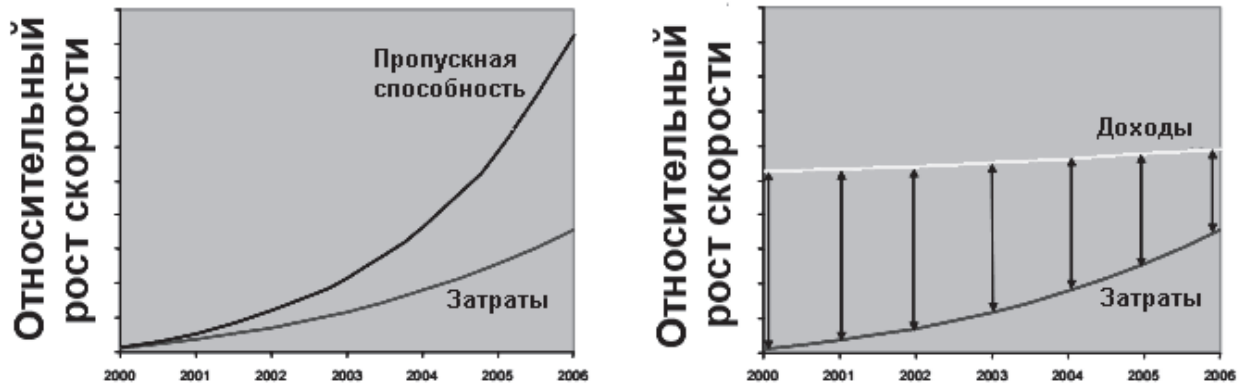 Относительный
рост скорости
Пропускная
способность
Затраты
2000 2001 2002 2003 2004 2005 2006
Относительный
рост скорости
Доходы
Затраты
2000 2001 2002 2003 2004 2005 2006